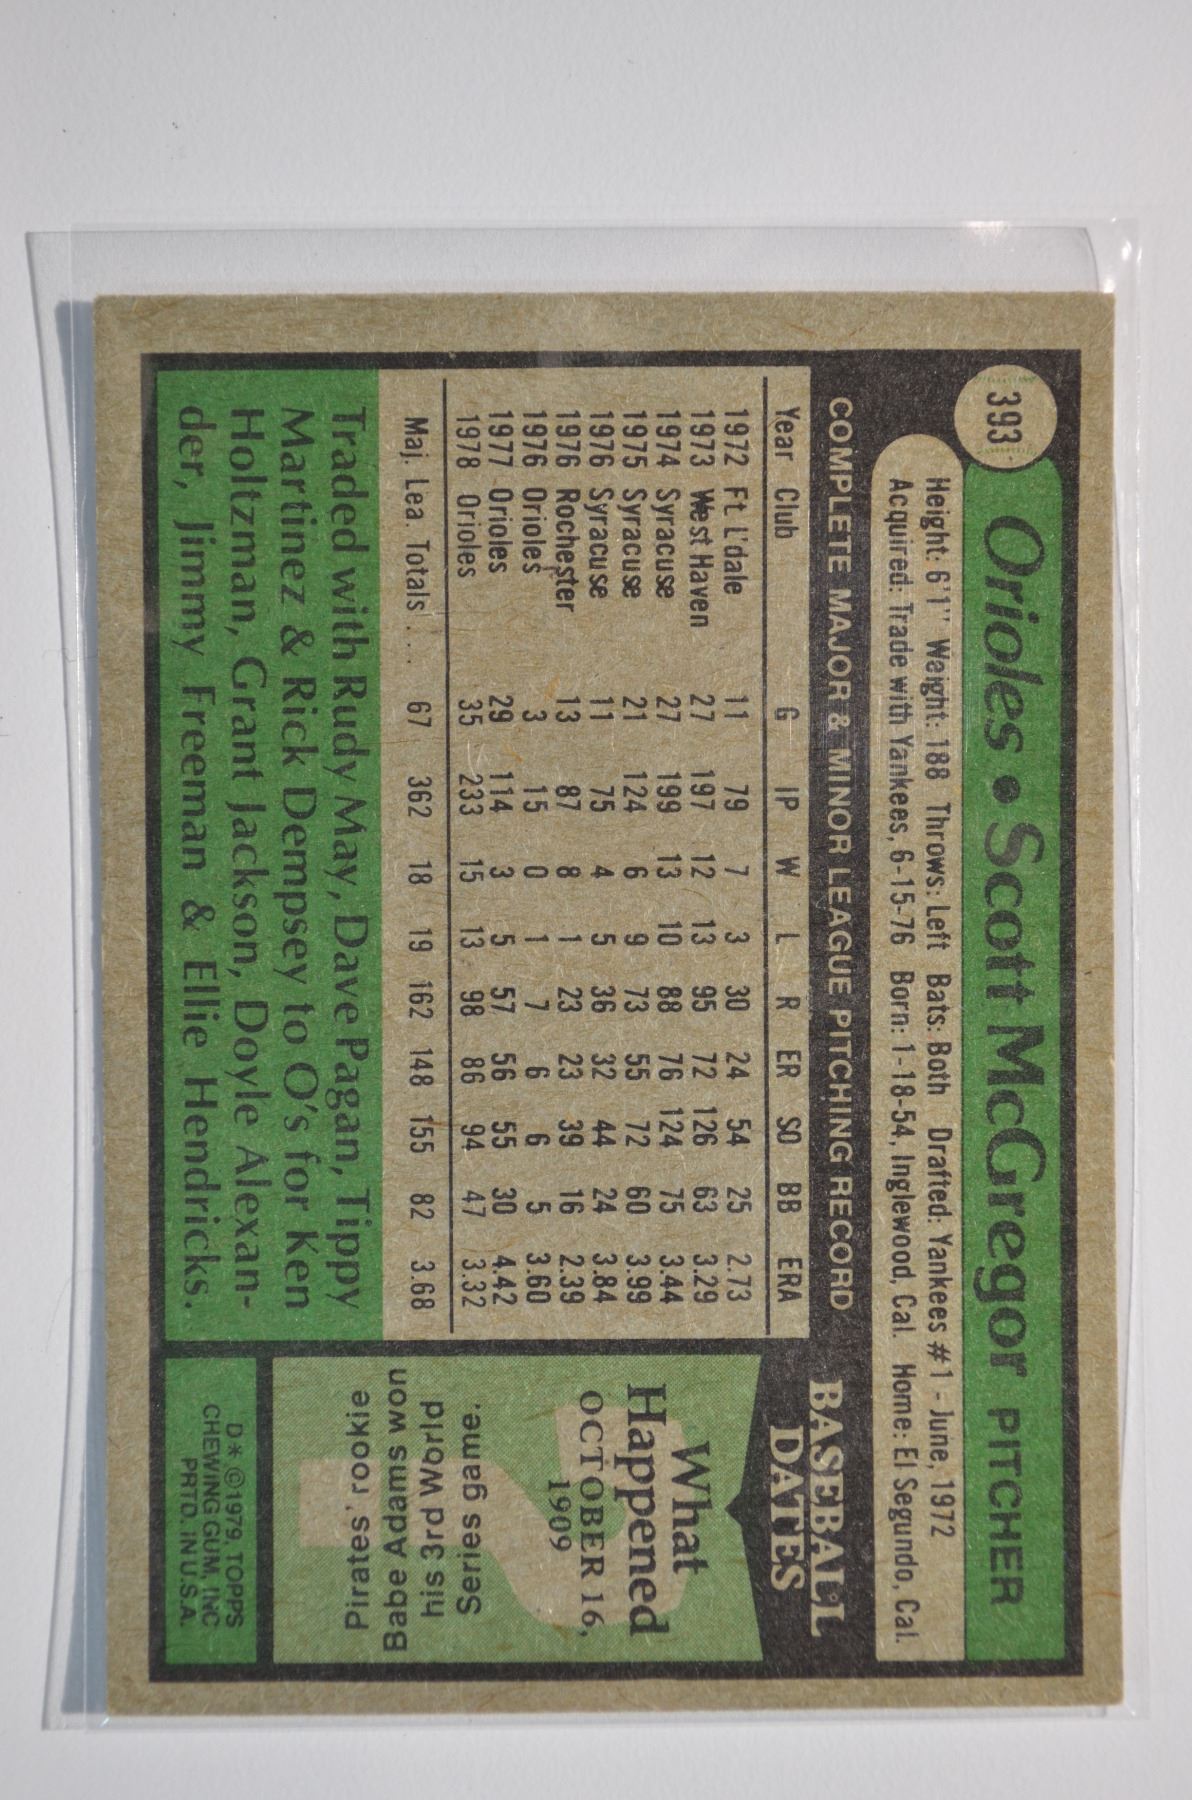 393
Orioles • Scott McGregor PITCHER
Height: 6'1" Weight: 188 Throws: Left Bats: Both Drafted: Yankees #1 - June, 1972
Acquired: Trade with Yankees, 6-15-76 Born: 1-18-54, Inglewood, Cal. Home: El Segundo, Cal.
COMPLETE MAJOR & MINOR LEAGUE PITCHING RECORD
Year Club G IP W L R ER SO BB ERA
1972 Ft. L'dale 11 79 7 3 30 24 54 25 2.73
1973 West Haven 27 197 12 13 95 72 126 63 3.29
1974 Syracuse 27 199 13 10 88 76 124 75 3.44
1975 Syracuse 21 124 6 9 73 55 72 60 3.99
1976 Syracuse 11 75 4 5 36 32 44 24 3.84
1976 Rochester 13 87 8 1 23 23 39 16 2.39
1976 Orioles 3 15 0 1 7 6 6 5 3.60
1977 Orioles 29 114 3 5 57 56 55 30 4.42
1978 Orioles 35 233 15 13 98 86 94 47 3.32
Maj. Lea. Totals . . . 67 362 18 19 162 148 155 82 3.68
Traded with Rudy May, Dave Pagan, Tippy
Martinez & Rick Dempsey to O's for Ken
Holtzman, Grant Jackson, Doyle Alexan-
der, Jimmy Freeman & Ellie Hendricks.
BASEBALL
DATES
What
Happened
OCTOBER 16,
1909
Pirates' rookie
Babe Adams won
his 3rd World
Series game.
D* ©1979, TOPPS
CHEWING GUM, INC
PRTD. IN U.S.A.